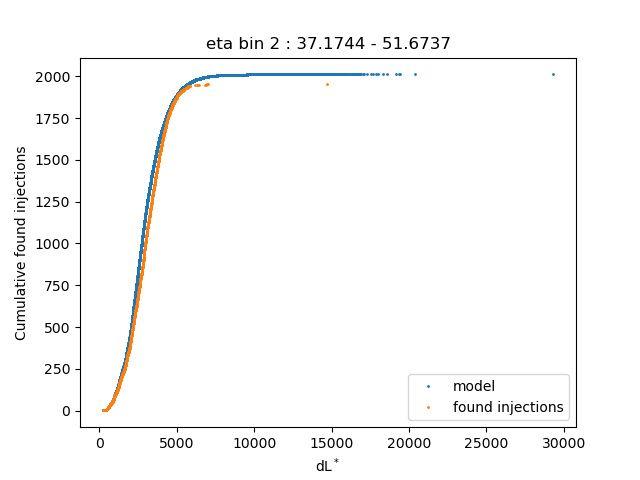 eta bin 2 : 37.1744 - 51.6737
Cumulative found injections
2000
1750
1500
1250
1000
750
500
250
0
0 5000 10000 15000 20000 25000 30000
dL*
model
found injections